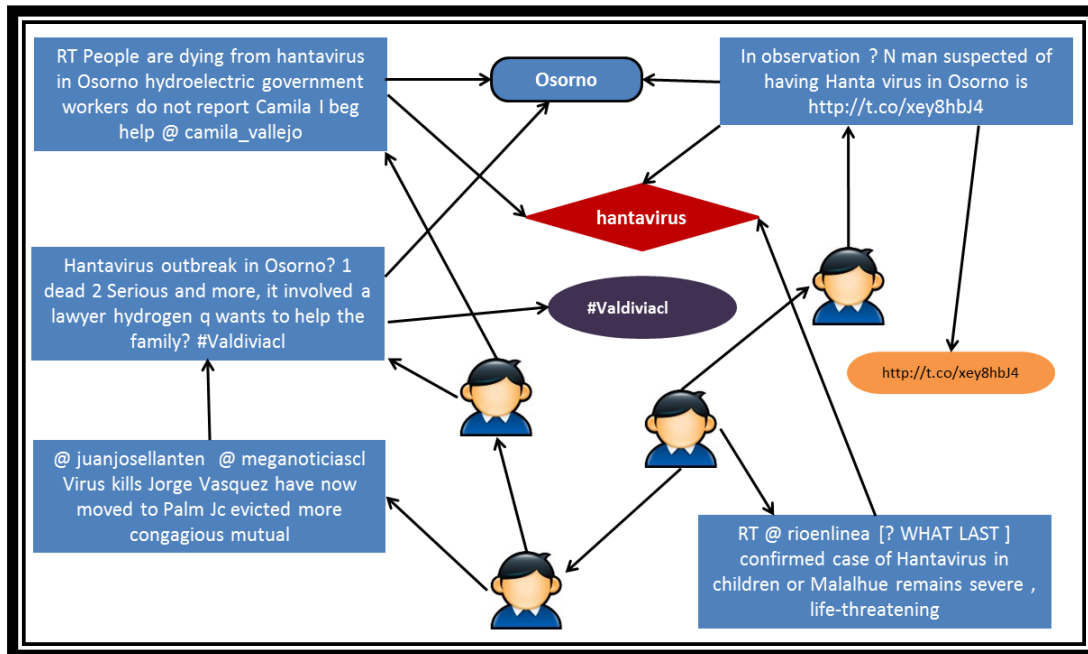 RT People are dying from hantavirus
in Osorno hydroelectric government
workers do not report Camila I beg
help @ camila_vallejo
Osorno
In observation ? N man suspected of
having Hanta virus in Osorno is
http://t.co/xey8hbJ4
hantavirus
Hantavirus outbreak in Osorno? 1
dead 2 Serious and more, it involved a
lawyer hydrogen q wants to help the
family? #Valdiviacl
#Valdiviacl
http://t.co/xey8hbJ4
@ juanjosellanten @ meganoticiascl
Virus kills Jorge Vasquez have now
moved to Palm Jc evicted more
contagious mutual
RT @ rioenlinea [? WHAT LAST ]
confirmed case of Hantavirus in
children or Malalhue remains severe ,
life-threatening